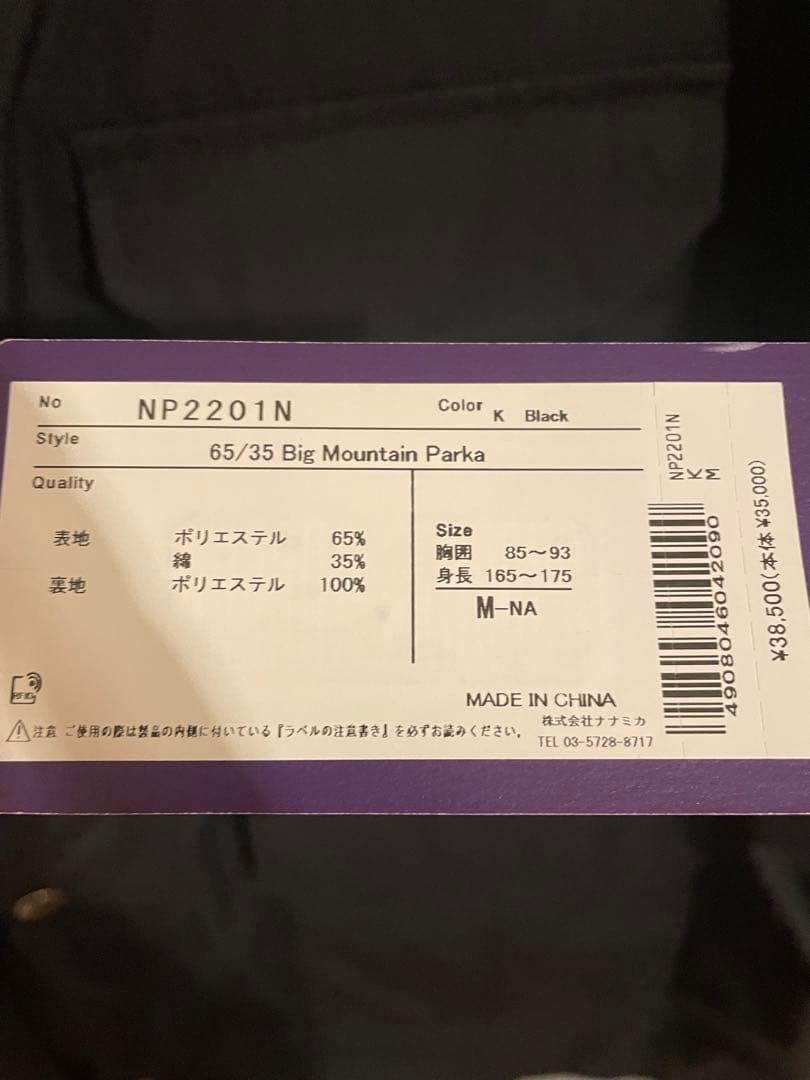 No NP2201N Color K Black
Style 65/35 Big Mountain Parka
Quality
表地 ポリエステル 65%
綿 35%
裏地 ポリエステル 100%
Size
胸囲 85〜93
身長 165〜175
M-NA
RFID
MADE IN CHINA
株式会社ナナミカ
TEL 03-5728-8717
注意 ご使用の際は製品の内側に付いている『ラベルの注意書き』を必ずお読みください。
NP2201N
K
M
4908046042090
¥38,500(本体 ¥35,000)